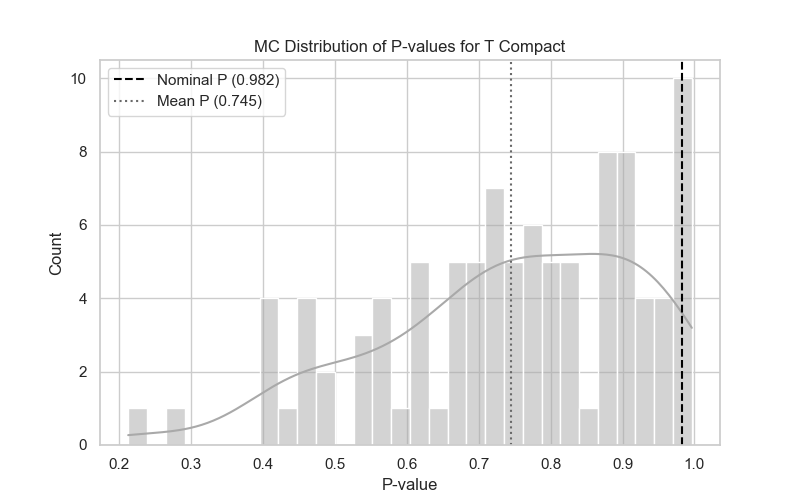 MC Distribution of P-values for T Compact
Nominal P (0.982)
Mean P (0.745)
Count
10
8
6
4
2
0
0.2 0.3 0.4 0.5 0.6 0.7 0.8 0.9 1.0
P-value